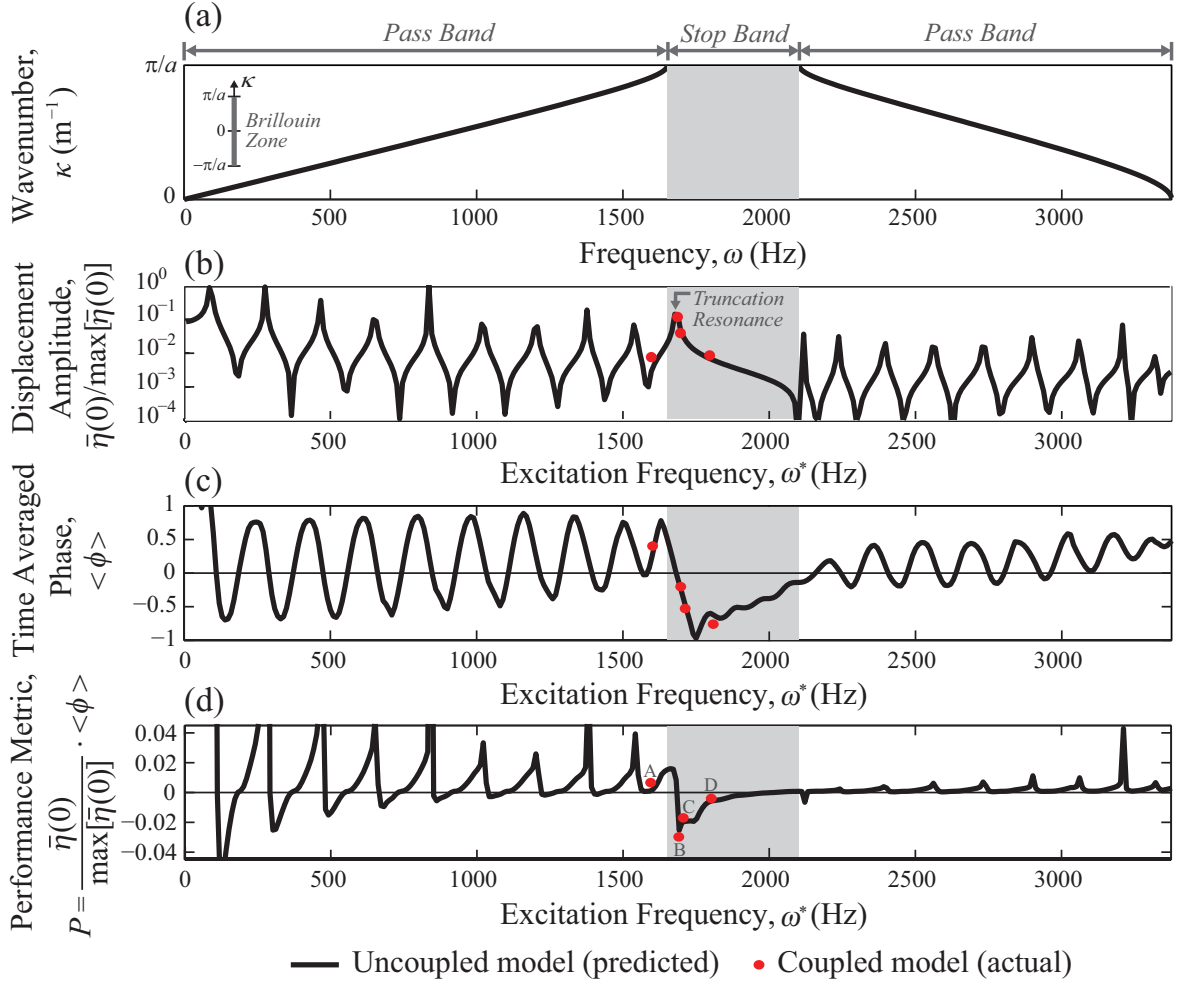 (a)
Pass Band
Stop Band
Pass Band
Wavenumber,
κ (m⁻¹)
π/a
0
κ
π/a
0
−π/a
Brillouin
Zone
500
1000
1500
2000
2500
3000
Frequency, ω (Hz)
(b)
Displacement
Amplitude,
η̄(0)/max[η̄(0)]
10⁰
10⁻¹
10⁻²
10⁻³
10⁻⁴
Truncation
Resonance
0
500
1000
1500
2000
2500
3000
Excitation Frequency, ω* (Hz)
(c)
Time Averaged
Phase,
<ϕ>
1
0.5
0
−0.5
−1
0
500
1000
1500
2000
2500
3000
Excitation Frequency, ω* (Hz)
(d)
Performance Metric,
P = η̄(0)/max[η̄(0)] · <ϕ>
0.04
0.02
0
−0.02
−0.04
A
B
C
D
0
500
1000
1500
2000
2500
3000
Excitation Frequency, ω* (Hz)
Uncoupled model (predicted)
Coupled model (actual)